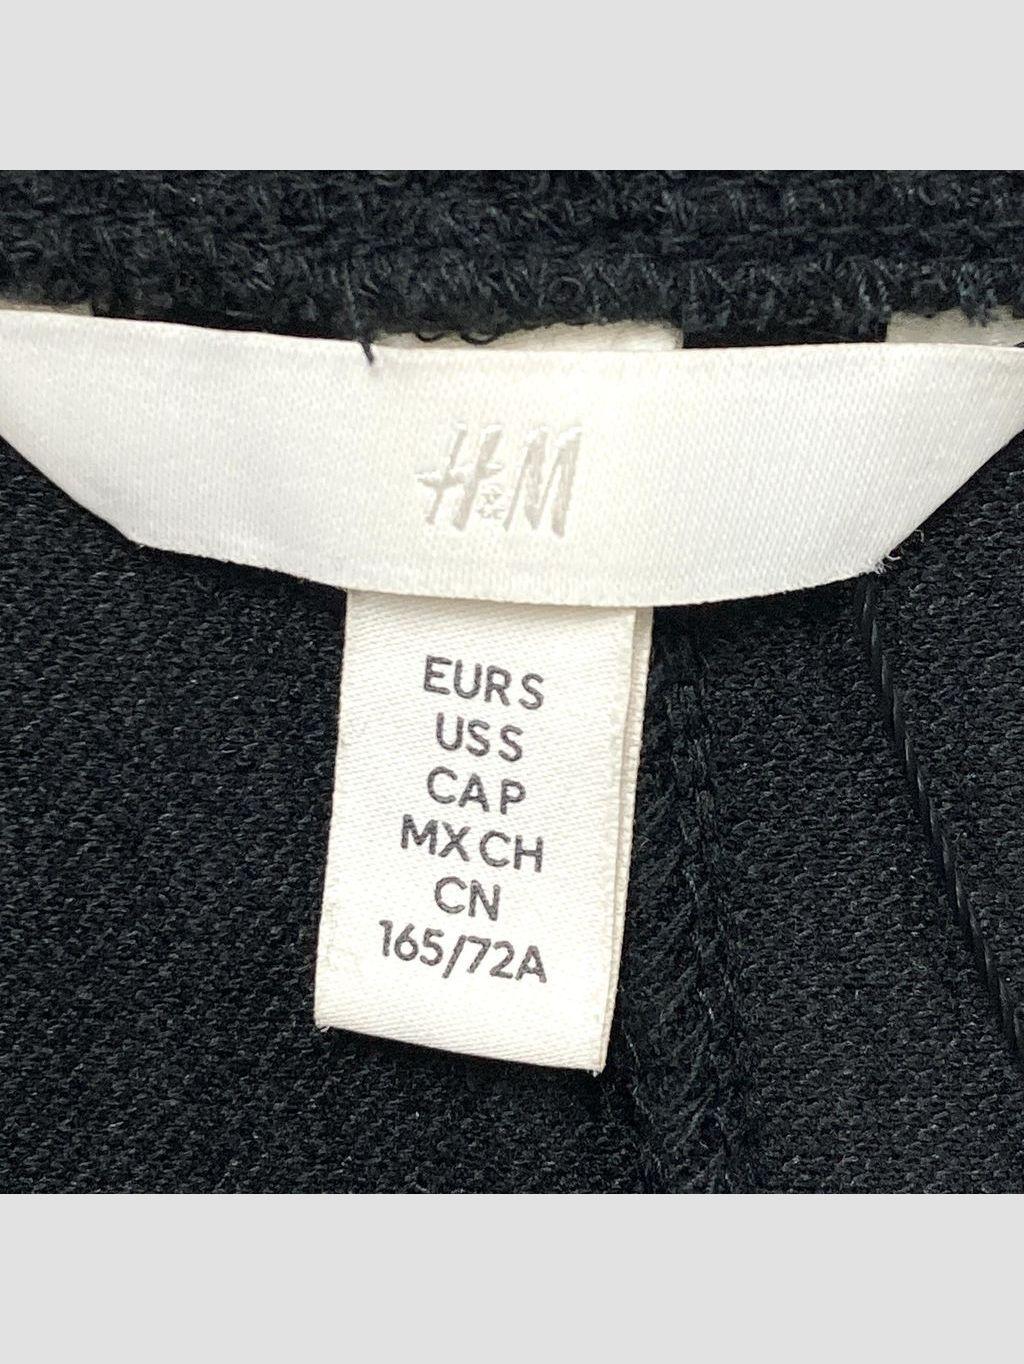 H&M
EUR S
US S
CA P
MX CH
CN
165/72A